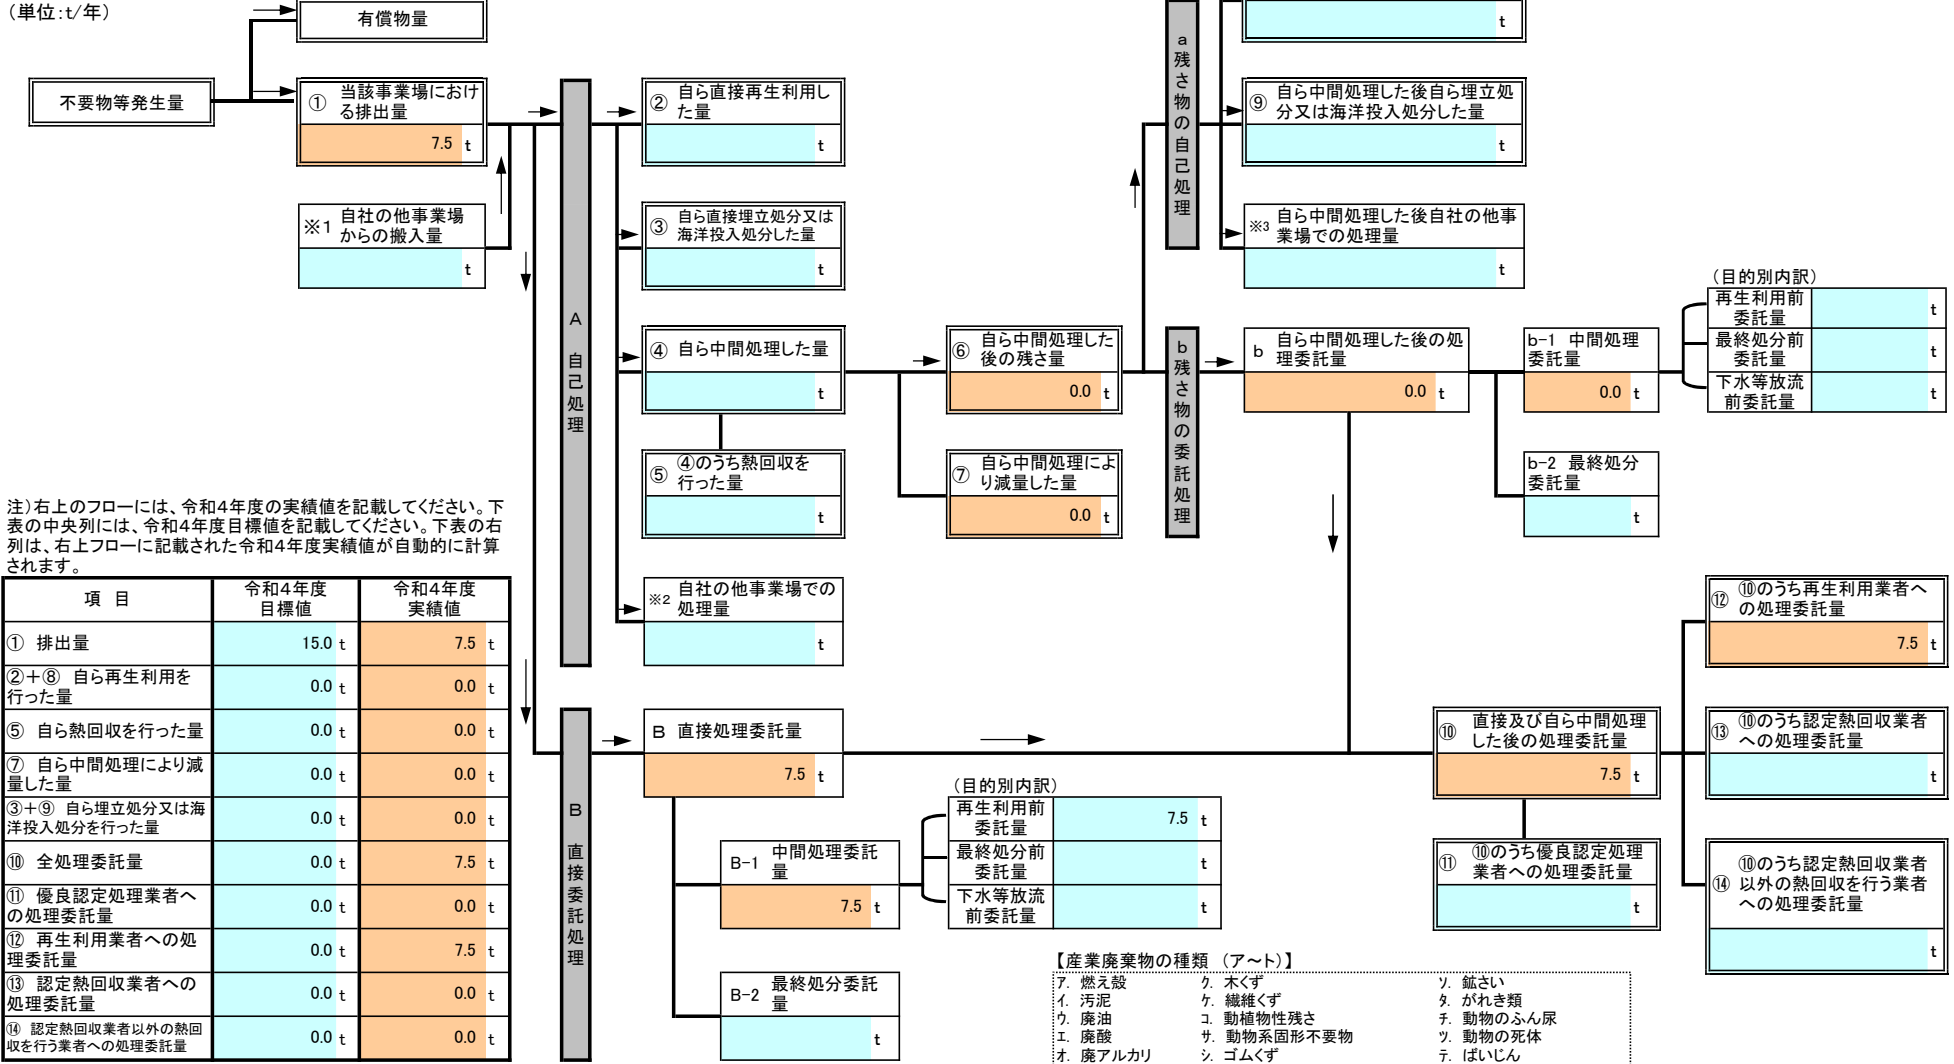 （単位：t/年）
有償物量
不要物等発生量
① 当該事業場におけ
る排出量
7.5 t
※1 自社の他事業場
からの搬入量
t
A 自己処理
② 自ら直接再生利用し
た量
t
③ 自ら直接埋立処分又は
海洋投入処分した量
t
④ 自ら中間処理した量
t
⑤ ④のうち熱回収を
行った量
t
※2 自社の他事業場での
処理量
t
⑥ 自ら中間処理した
後の残さ量
0.0 t
⑦ 自ら中間処理によ
り減量した量
0.0 t
a残さ物の自己処理
t
⑨ 自ら中間処理した後自ら埋立処
分又は海洋投入処分した量
t
※3 自ら中間処理した後自社の他事
業場での処理量
t
b残さ物の委託処理
b 自ら中間処理した後の処
理委託量
0.0 t
b-1 中間処理
委託量
0.0 t
b-2 最終処分
委託量
t
（目的別内訳）
再生利用前
委託量
t
最終処分前
委託量
t
下水等放流
前委託量
t
注）右上のフローには、令和4年度の実績値を記載してください。下
表の中央列には、令和4年度目標値を記載してください。下表の右
列は、右上フローに記載された令和4年度実績値が自動的に計算
されます。
項 目
令和4年度
目標値
令和4年度
実績値
① 排出量 15.0 t 7.5 t
②+⑧ 自ら再生利用を
行った量
0.0 t 0.0 t
⑤ 自ら熱回収を行った量 0.0 t 0.0 t
⑦ 自ら中間処理により減
量した量
0.0 t 0.0 t
③+⑨ 自ら埋立処分又は海
洋投入処分を行った量
0.0 t 0.0 t
⑩ 全処理委託量 0.0 t 7.5 t
⑪ 優良認定処理業者へ
の処理委託量
0.0 t 0.0 t
⑫ 再生利用業者への処
理委託量
0.0 t 7.5 t
⑬ 認定熱回収業者への
処理委託量
0.0 t 0.0 t
⑭ 認定熱回収業者以外の熱回
収を行う業者への処理委託量
0.0 t 0.0 t
B 直接委託処理
B 直接処理委託量
7.5 t
B-1 中間処理委託
量
7.5 t
B-2 最終処分委託
量
t
（目的別内訳）
再生利用前
委託量
7.5 t
最終処分前
委託量
t
下水等放流
前委託量
t
⑩ 直接及び自ら中間処理
した後の処理委託量
7.5 t
⑪ ⑩のうち優良認定処理
業者への処理委託量
t
⑫ ⑩のうち再生利用業者へ
の処理委託量
7.5 t
⑬ ⑩のうち認定熱回収業者
への処理委託量
t
⑭ ⑩のうち認定熱回収業者
以外の熱回収を行う業者
への処理委託量
t
【産業廃棄物の種類 （ア～ト）】
ア. 燃え殻 ク. 木くず ソ. 鉱さい
イ. 汚泥 ケ. 繊維くず タ. がれき類
ウ. 廃油 コ. 動植物性残さ チ. 動物のふん尿
エ. 廃酸 サ. 動物系固形不要物 ツ. 動物の死体
オ. 廃アルカリ シ. ゴムくず テ. ばいじん